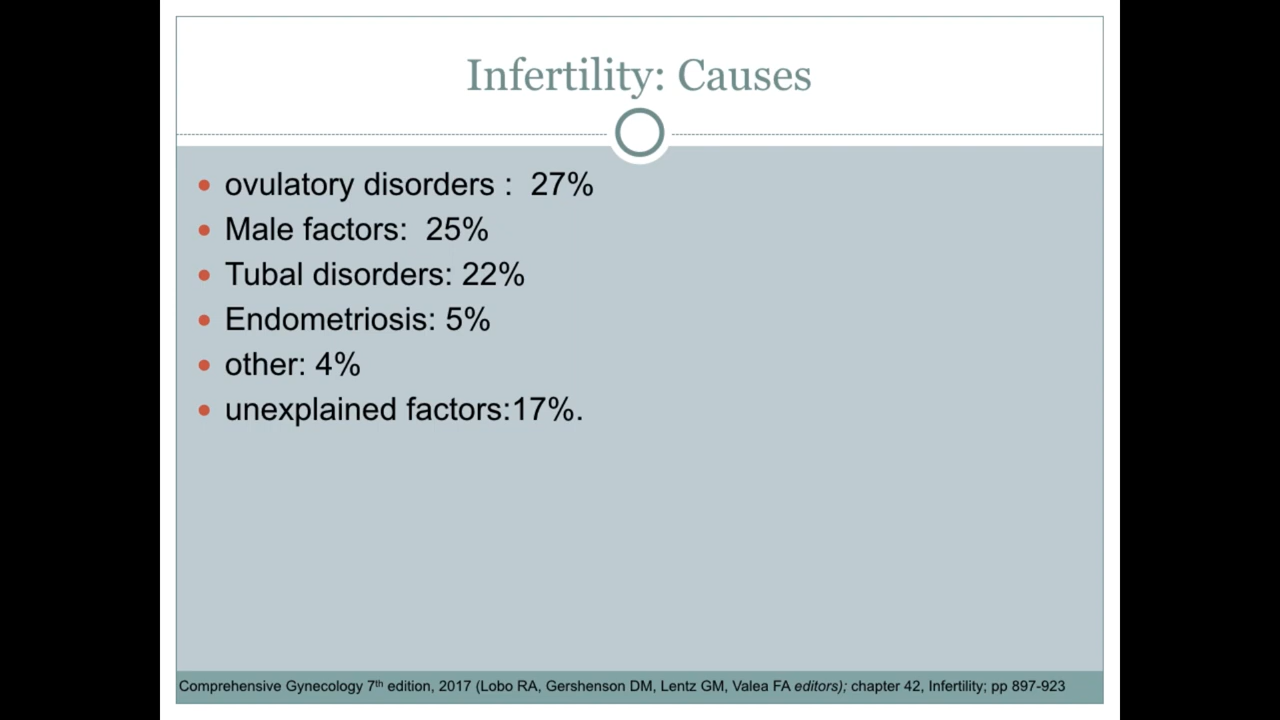 Infertility: Causes
ovulatory disorders : 27%
Male factors: 25%
Tubal disorders: 22%
Endometriosis: 5%
other: 4%
unexplained factors:17%.
Comprehensive Gynecology 7th edition, 2017 (Lobo RA, Gershenson DM, Lentz GM, Valea FA editors); chapter 42, Infertility; pp 897-923